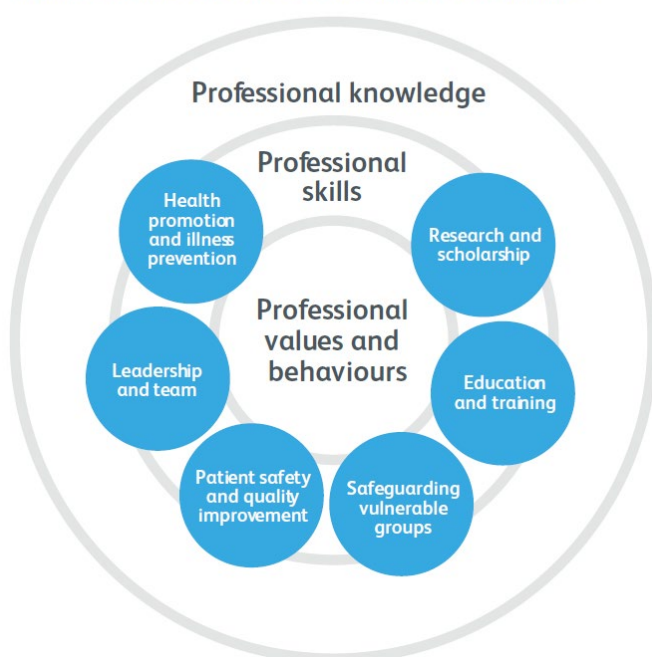 Professional knowledge
Professional
skills
Health
promotion
and illness
prevention
Research and
scholarship
Professional
values and
behaviours
Leadership
and team
Education
and training
Patient safety
and quality
improvement
Safeguarding
vulnerable
groups